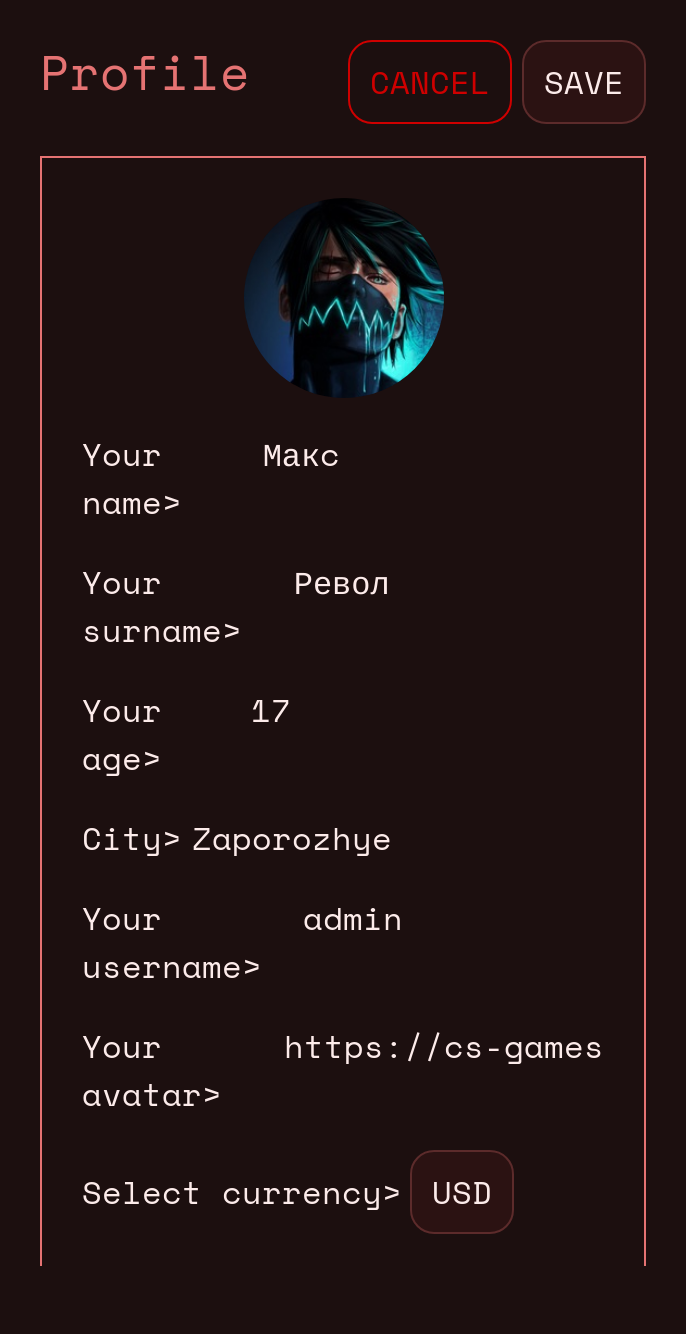 Profile
CANCEL
SAVE
Your name>
Макс
Your surname>
Револ
Your age>
17
City> Zaporozhye
Your username>
admin
Your avatar>
https://cs-games
Select currency> USD